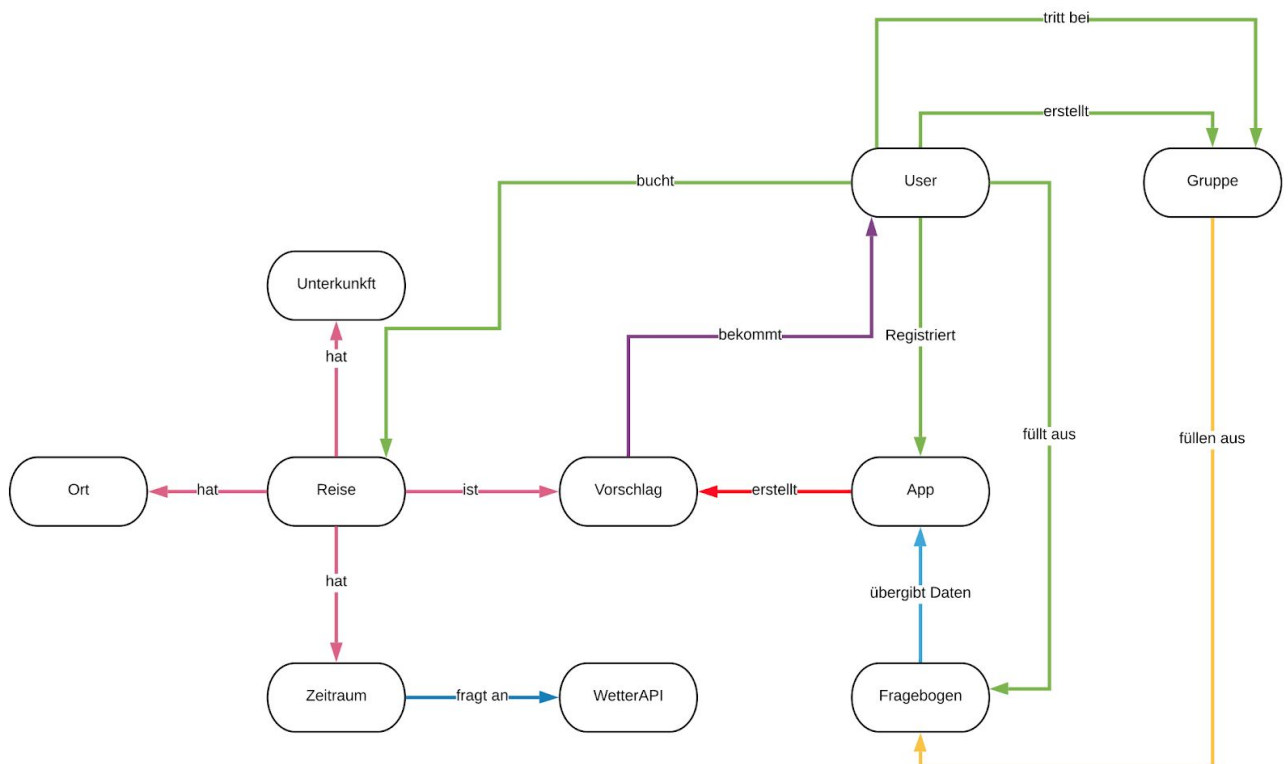 tritt bei
erstellt
User
Gruppe
bucht
Unterkunkft
bekommt
Registriert
hat
füllt aus
füllen aus
Ort
hat
Reise
ist
Vorschlag
erstellt
App
hat
übergibt Daten
Zeitraum
fragt an
WetterAPI
Fragebogen